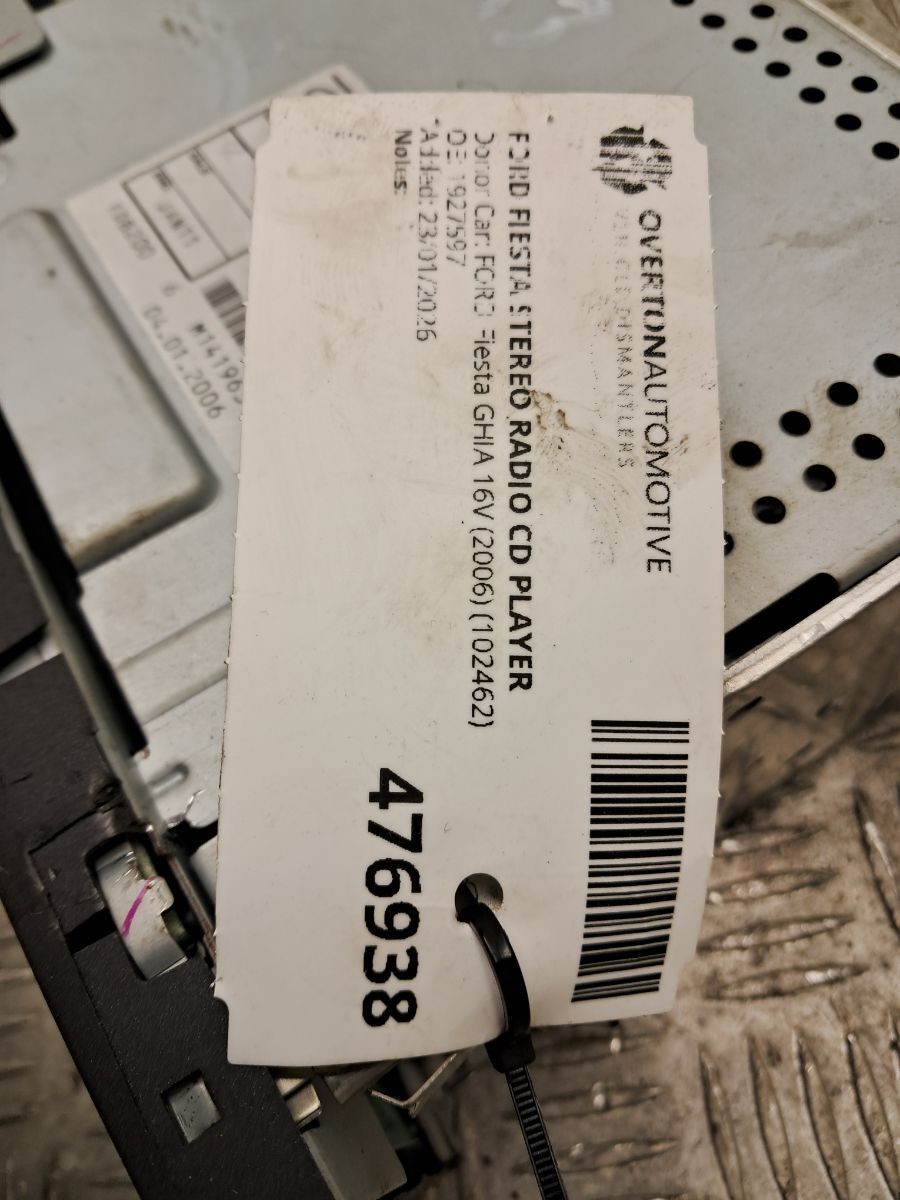 OVERTONAUTOMOTIVE
VEHICLE DISMANTLERS
FORD FIESTA STEREO RADIO CD PLAYER
Donor Car: FORD Fiesta GHIA 16V (2006) (102462)
OE: 1927597
Added: 23/01/2026
Notes:
476938
M14196
04.01.2006